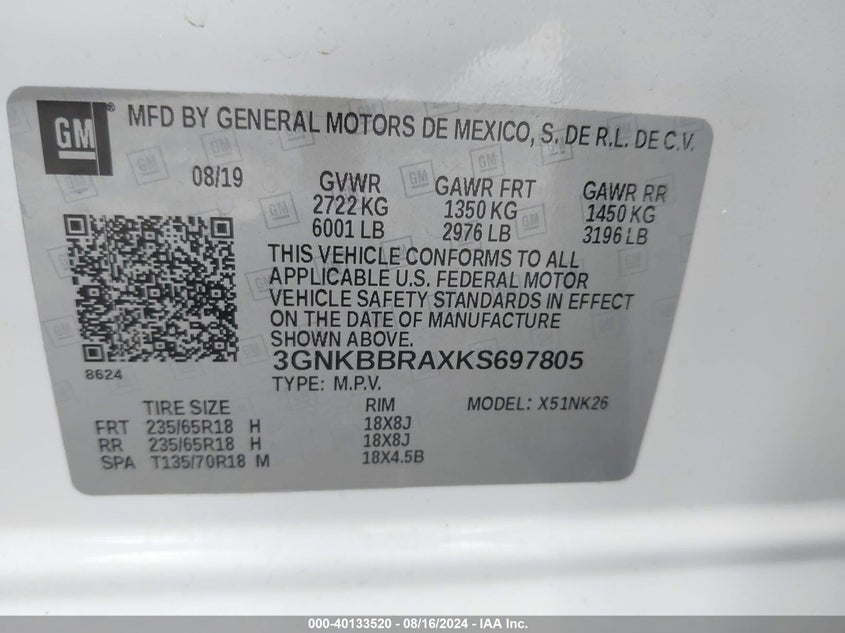 GM
MFD BY GENERAL MOTORS DE MEXICO, S. DE R.L. DE C.V.
08/19
GVWR
2722 KG
6001 LB
GAWR FRT
1350 KG
2976 LB
GAWR RR
1450 KG
3196 LB
THIS VEHICLE CONFORMS TO ALL
APPLICABLE U.S. FEDERAL MOTOR
VEHICLE SAFETY STANDARDS IN EFFECT
ON THE DATE OF MANUFACTURE
SHOWN ABOVE.
8624
3GNKBBRAXKS697805
TYPE: M.P.V.
MODEL: X51NK26
TIRE SIZE RIM
FRT 235/65R18 H 18X8J
RR 235/65R18 H 18X8J
SPA T135/70R18 M 18X4.5B
000-40133520 - 08/16/2024 - IAA Inc.